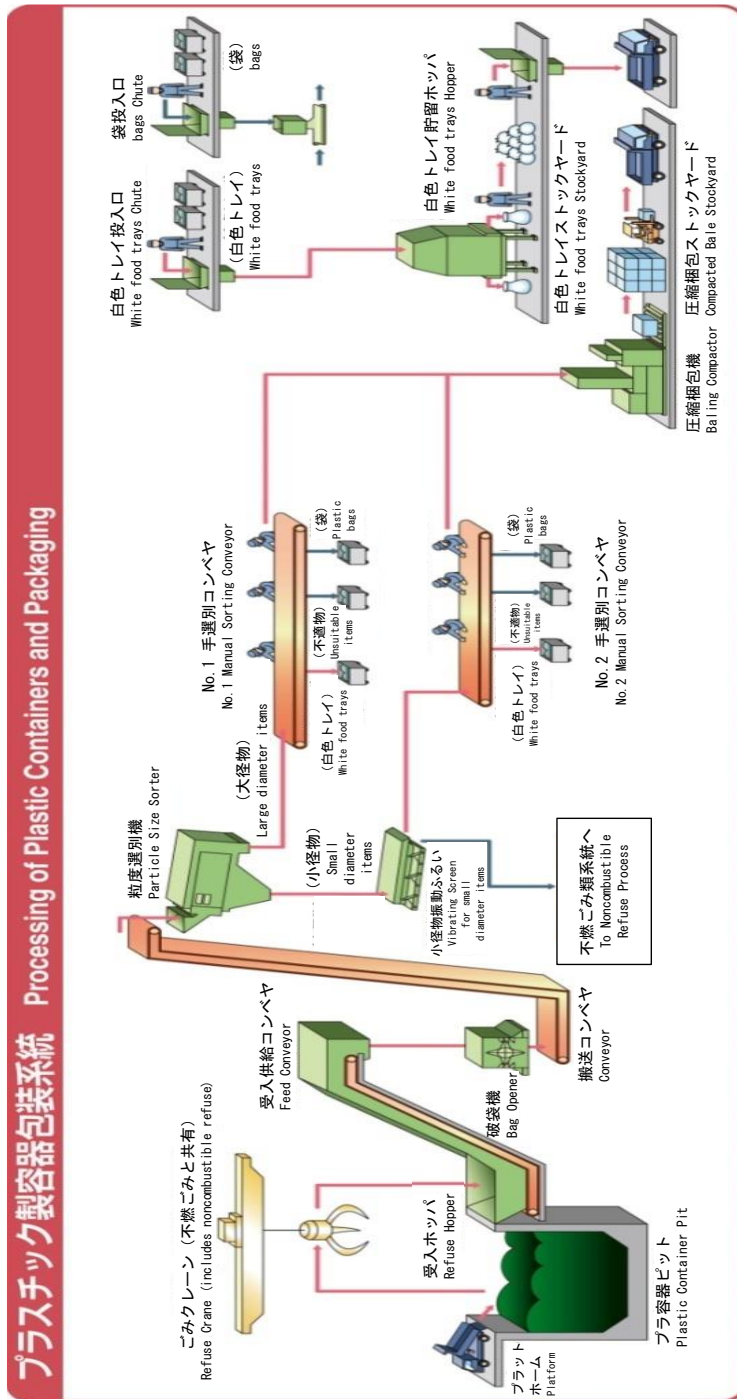 プラスチック製容器包装系統 Processing of Plastic Containers and Packaging
ごみクレーン (不燃ごみと共有)
Refuse Crane (includes noncombustible refuse)
プラット
ホーム
Platform
プラ容器ピット
Plastic Container Pit
受入ホッパ
Refuse Hopper
受入供給コンベヤ
Feed Conveyor
破袋機
Bag Opener
搬送コンベヤ
Conveyor
粒度選別機
Particle Size Sorter
(大径物)
Large diameter items
(小径物)
Small
diameter
items
小径物振動ふるい
Vibrating Screen
for small
diameter items
不燃ごみ類系統へ
To Noncombustible
Refuse Process
No.1 手選別コンベヤ
No.1 Manual Sorting Conveyor
(白色トレイ)
White food trays
(不適物)
Unsuitable
items
(袋)
Plastic
bags
No.2 手選別コンベヤ
No.2 Manual Sorting Conveyor
(白色トレイ)
White food trays
(不適物)
Unsuitable
items
(袋)
Plastic
bags
白色トレイ投入口
White food trays Chute
(白色トレイ)
White food trays
袋投入口
bags Chute
(袋)
bags
白色トレイ貯留ホッパ
White food trays Hopper
白色トレイストックヤード
White food trays Stockyard
圧縮梱包機
Baling Compactor
圧縮梱包ストックヤード
Compacted Bale Stockyard